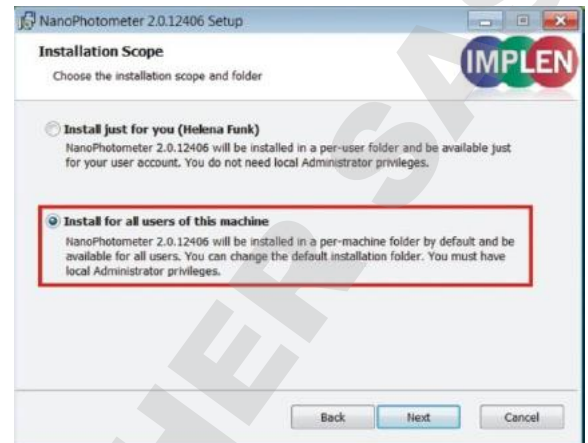 NanoPhotometer 2.0.12406 Setup
Installation Scope
Choose the installation scope and folder
IMPLEN
Install just for you (Helena Funk)
NanoPhotometer 2.0.12406 will be installed in a per-user folder and be available just
for your user account. You do not need local Administrator privileges.
Install for all users of this machine
NanoPhotometer 2.0.12406 will be installed in a per-machine folder by default and be
available for all users. You can change the default installation folder. You must have
local Administrator privileges.
Back Next Cancel